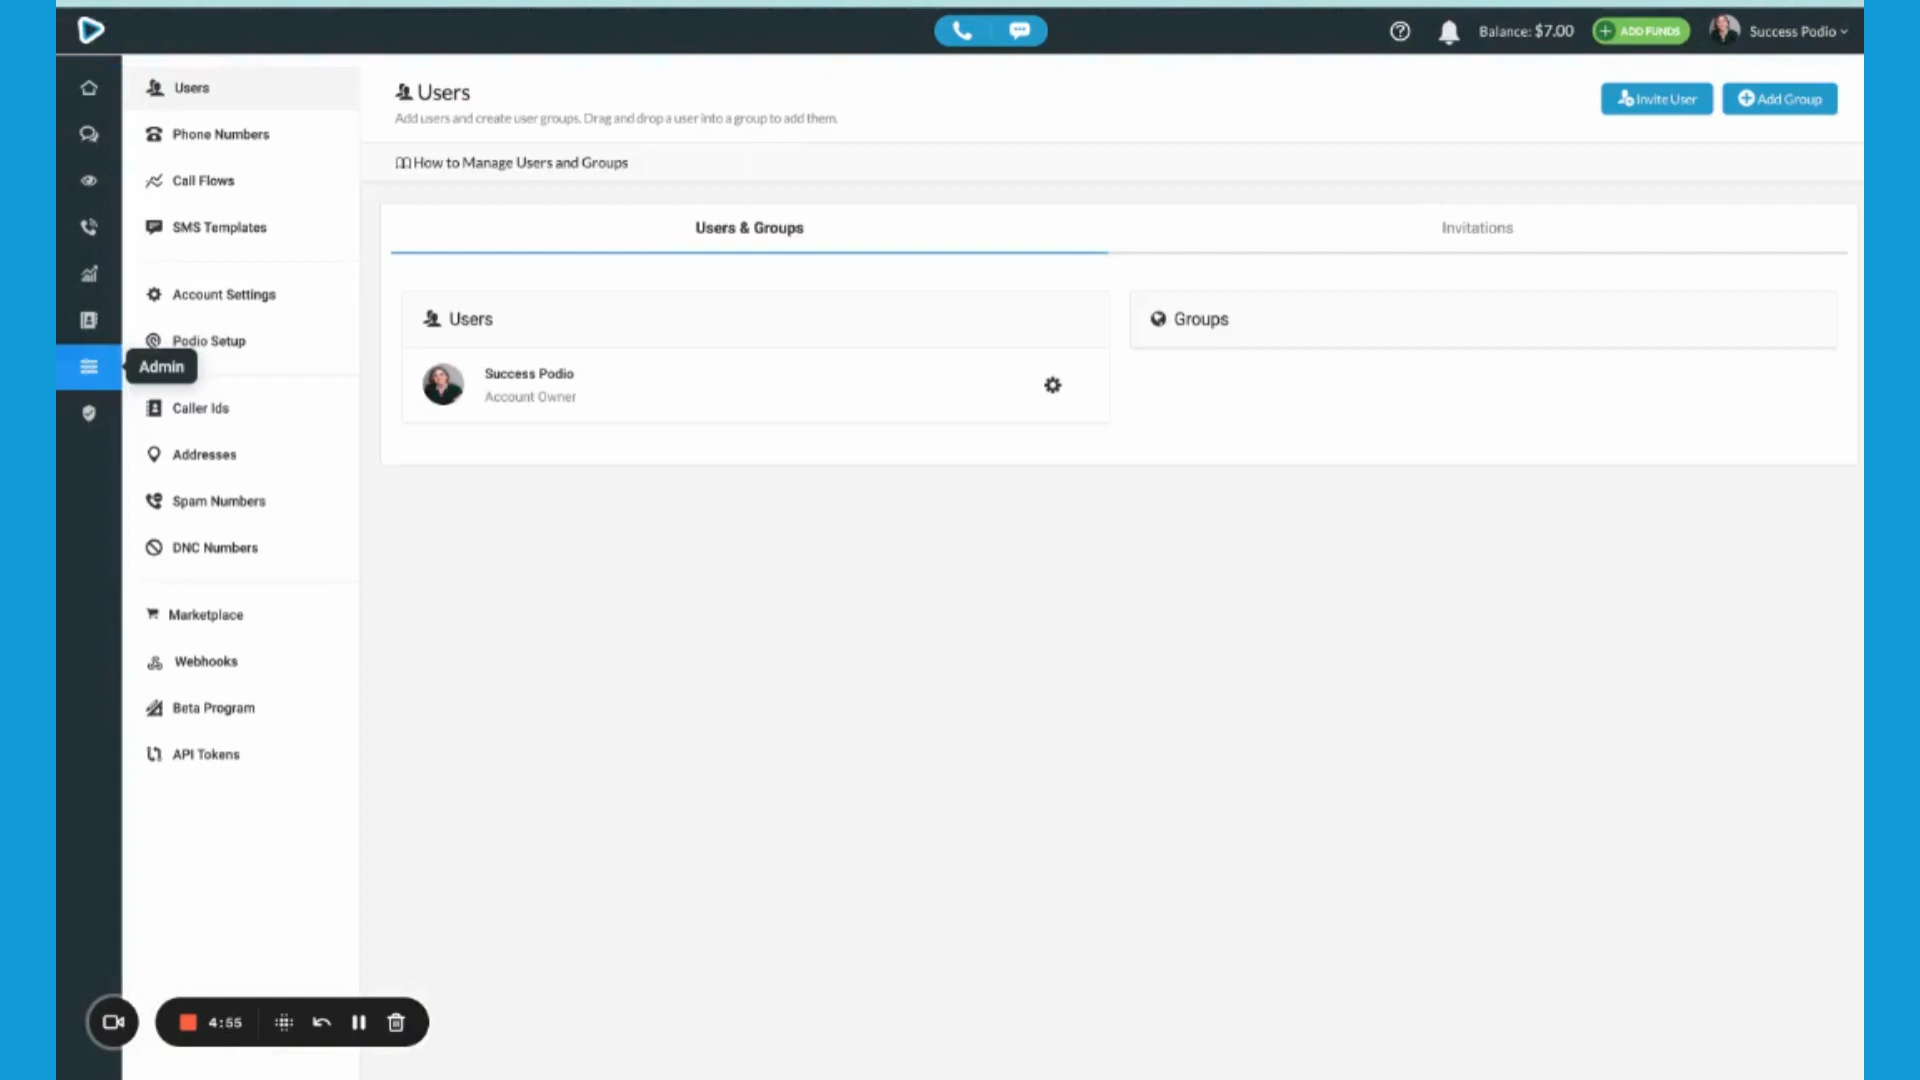 Balance: $7.00
ADD FUNDS
Success Podio
Users
Phone Numbers
Call Flows
SMS Templates
Account Settings
Podio Setup
Admin
Caller Ids
Addresses
Spam Numbers
DNC Numbers
Marketplace
Webhooks
Beta Program
API Tokens
Users
Add users and create user groups. Drag and drop a user into a group to add them.
Invite User
Add Group
How to Manage Users and Groups
Users & Groups
Invitations
Users
Groups
Success Podio
Account Owner
4:55